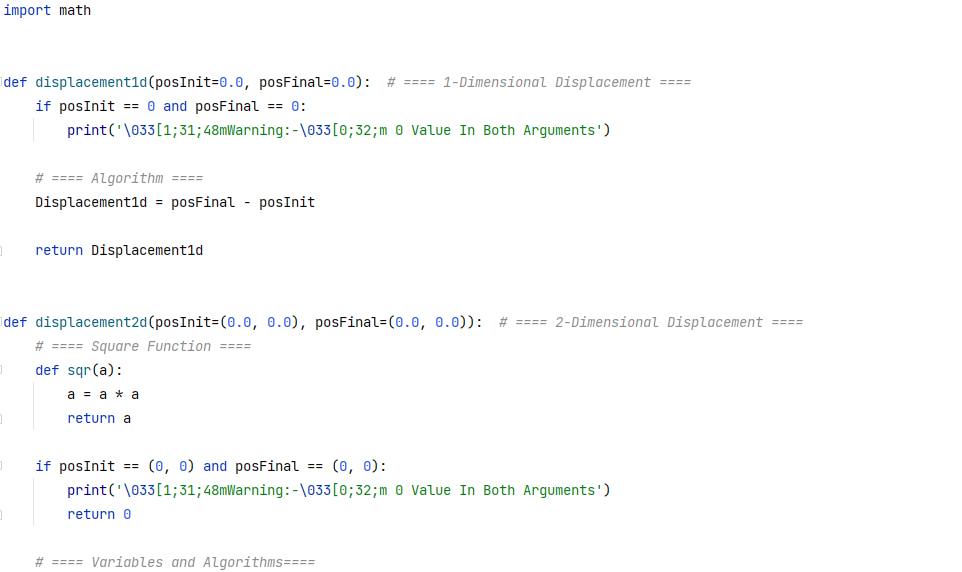 import math
def displacement1d(posInit=0.0, posFinal=0.0):  # ==== 1-Dimensional Displacement ====
    if posInit == 0 and posFinal == 0:
        print('\033[1;31;48mWarning:-\033[0;32;m 0 Value In Both Arguments')
    # ==== Algorithm ====
    Displacement1d = posFinal - posInit
    return Displacement1d
def displacement2d(posInit=(0.0, 0.0), posFinal=(0.0, 0.0)):  # ==== 2-Dimensional Displacement ====
    # ==== Square Function ====
    def sqr(a):
        a = a * a
        return a
    if posInit == (0, 0) and posFinal == (0, 0):
        print('\033[1;31;48mWarning:-\033[0;32;m 0 Value In Both Arguments')
        return 0
    # ==== Variables and Algorithms====